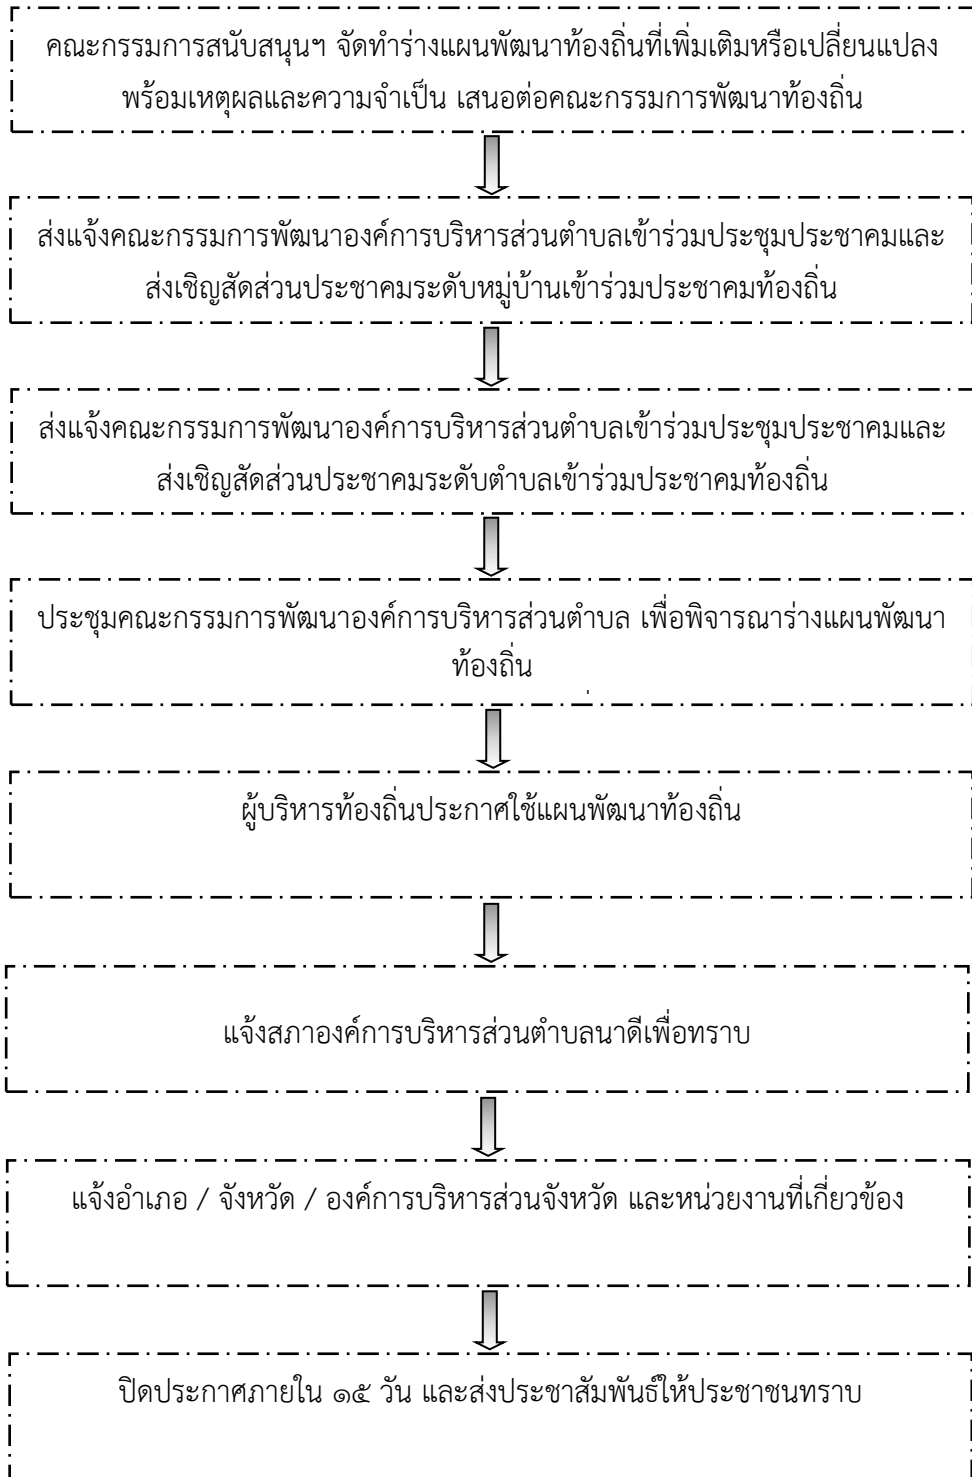 คณะกรรมการสนับสนุนฯ จัดทำร่างแผนพัฒนาท้องถิ่นที่เพิ่มเติมหรือเปลี่ยนแปลง
พร้อมเหตุผลและความจำเป็น เสนอต่อคณะกรรมการพัฒนาท้องถิ่น
ส่งแจ้งคณะกรรมการพัฒนาองค์การบริหารส่วนตำบลเข้าร่วมประชุมประชาคมและ
ส่งเชิญสัดส่วนประชาคมระดับหมู่บ้านเข้าร่วมประชาคมท้องถิ่น
ส่งแจ้งคณะกรรมการพัฒนาองค์การบริหารส่วนตำบลเข้าร่วมประชุมประชาคมและ
ส่งเชิญสัดส่วนประชาคมระดับตำบลเข้าร่วมประชาคมท้องถิ่น
ประชุมคณะกรรมการพัฒนาองค์การบริหารส่วนตำบล เพื่อพิจารณาร่างแผนพัฒนา
ท้องถิ่น
ผู้บริหารท้องถิ่นประกาศใช้แผนพัฒนาท้องถิ่น
แจ้งสภาองค์การบริหารส่วนตำบลนาดีเพื่อทราบ
แจ้งอำเภอ / จังหวัด / องค์การบริหารส่วนจังหวัด และหน่วยงานที่เกี่ยวข้อง
ปิดประกาศภายใน ๑๕ วัน และส่งประชาสัมพันธ์ให้ประชาชนทราบ